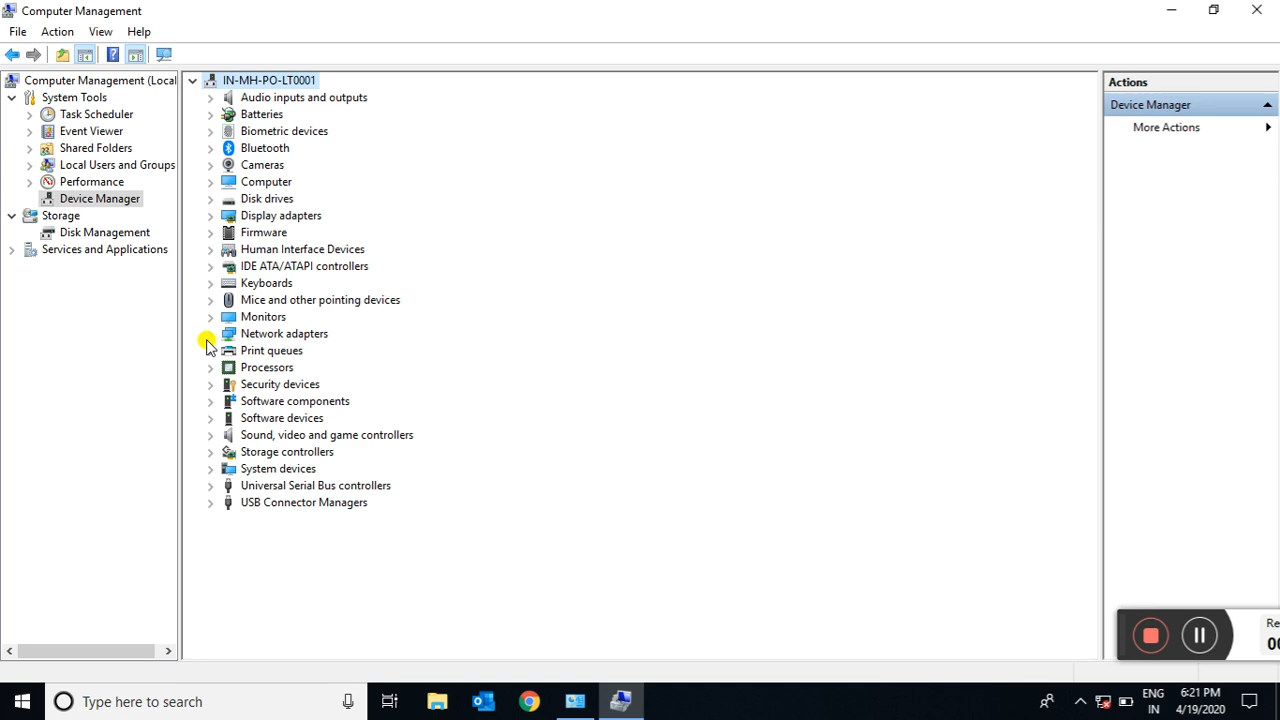 Computer Management
File Action View Help
Computer Management (Local
System Tools
Task Scheduler
Event Viewer
Shared Folders
Local Users and Groups
Performance
Device Manager
Storage
Disk Management
Services and Applications
IN-MH-PO-LT0001
Audio inputs and outputs
Batteries
Biometric devices
Bluetooth
Cameras
Computer
Disk drives
Display adapters
Firmware
Human Interface Devices
IDE ATA/ATAPI controllers
Keyboards
Mice and other pointing devices
Monitors
Network adapters
Print queues
Processors
Security devices
Software components
Software devices
Sound, video and game controllers
Storage controllers
System devices
Universal Serial Bus controllers
USB Connector Managers
Actions
Device Manager
More Actions
Re
00
Type here to search
ENG
IN
6:21 PM
4/19/2020